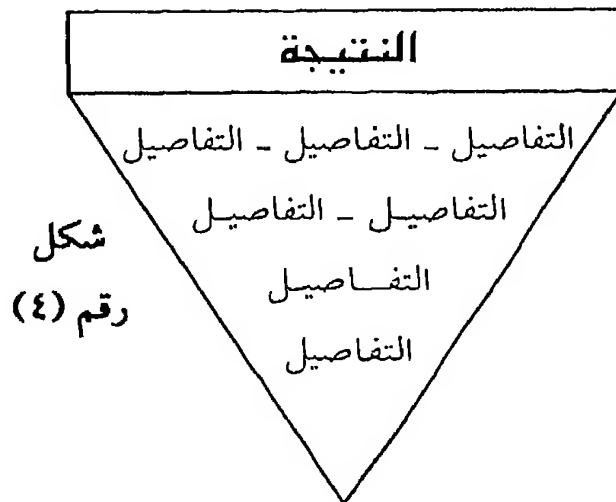 النتيجة
التفاصيل - التفاصيل - التفاصيل
التفاصيل - التفاصيل
التفاصيل
التفاصيل
شكل
رقم (٤)